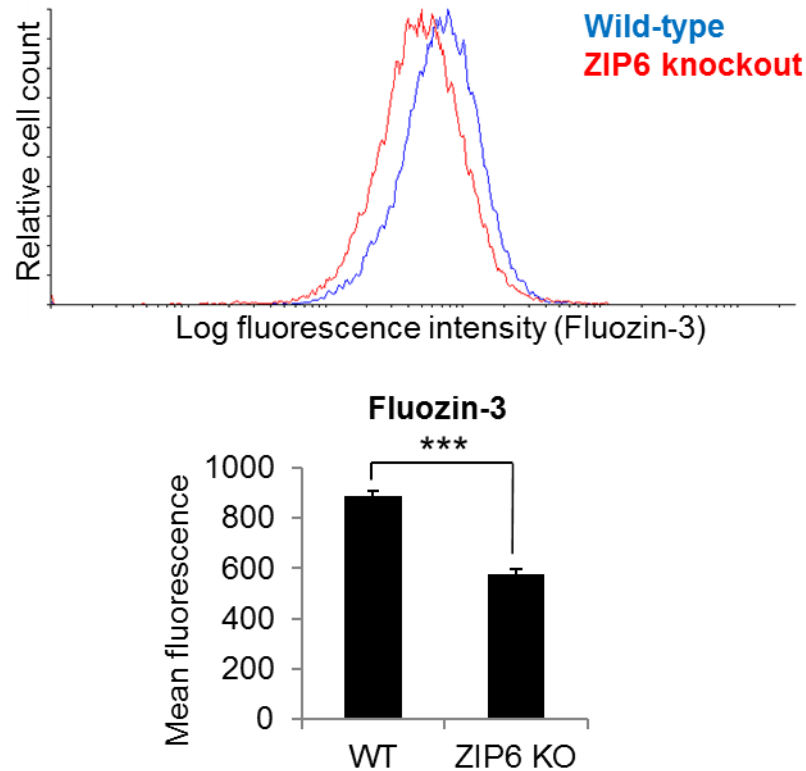 Wild-type
ZIP6 knockout
Relative cell count
Log fluorescence intensity (Fluozin-3)
Fluozin-3
***
Mean fluorescence
1000
800
600
400
200
0
WT
ZIP6 KO